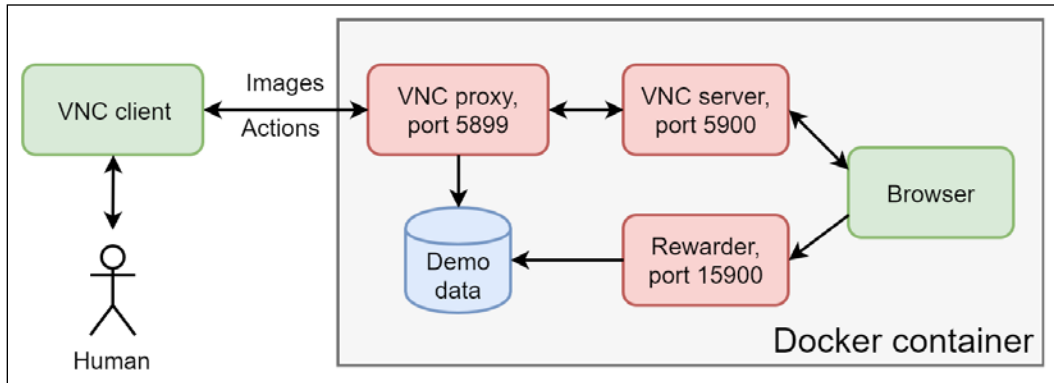 VNC client
Images
Actions
VNC proxy,
port 5899
VNC server,
port 5900
Browser
Demo
data
Rewarder,
port 15900
Human
Docker container